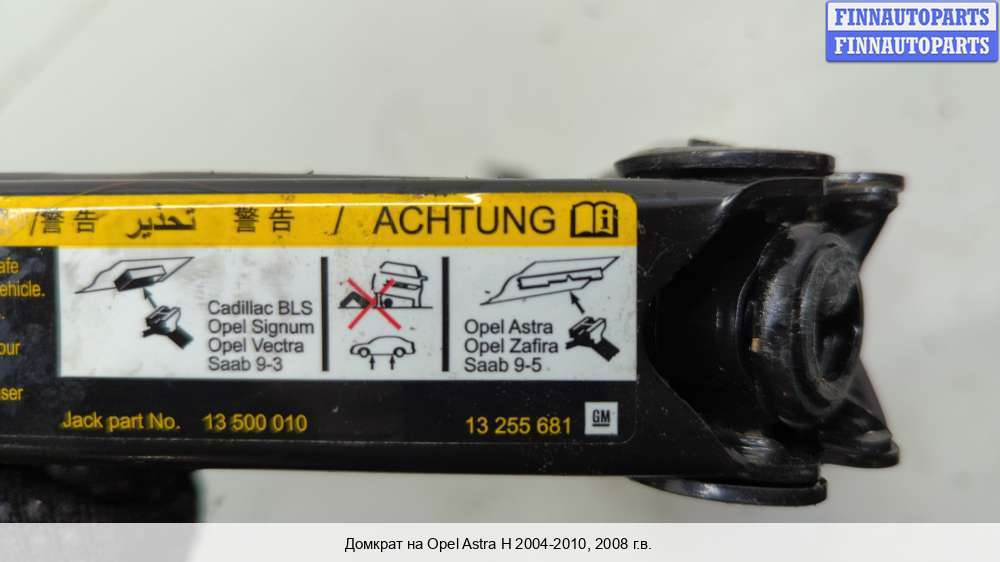 FINNAUTOPARTS
FINNAUTOPARTS
/警告 تحذير 警告 / ACHTUNG
afe
ehicle.
our
ser
Cadillac BLS
Opel Signum
Opel Vectra
Saab 9-3
Opel Astra
Opel Zafira
Saab 9-5
Jack part No. 13 500 010
13 255 681 GM
Домкрат на Opel Astra H 2004-2010, 2008 г.в.